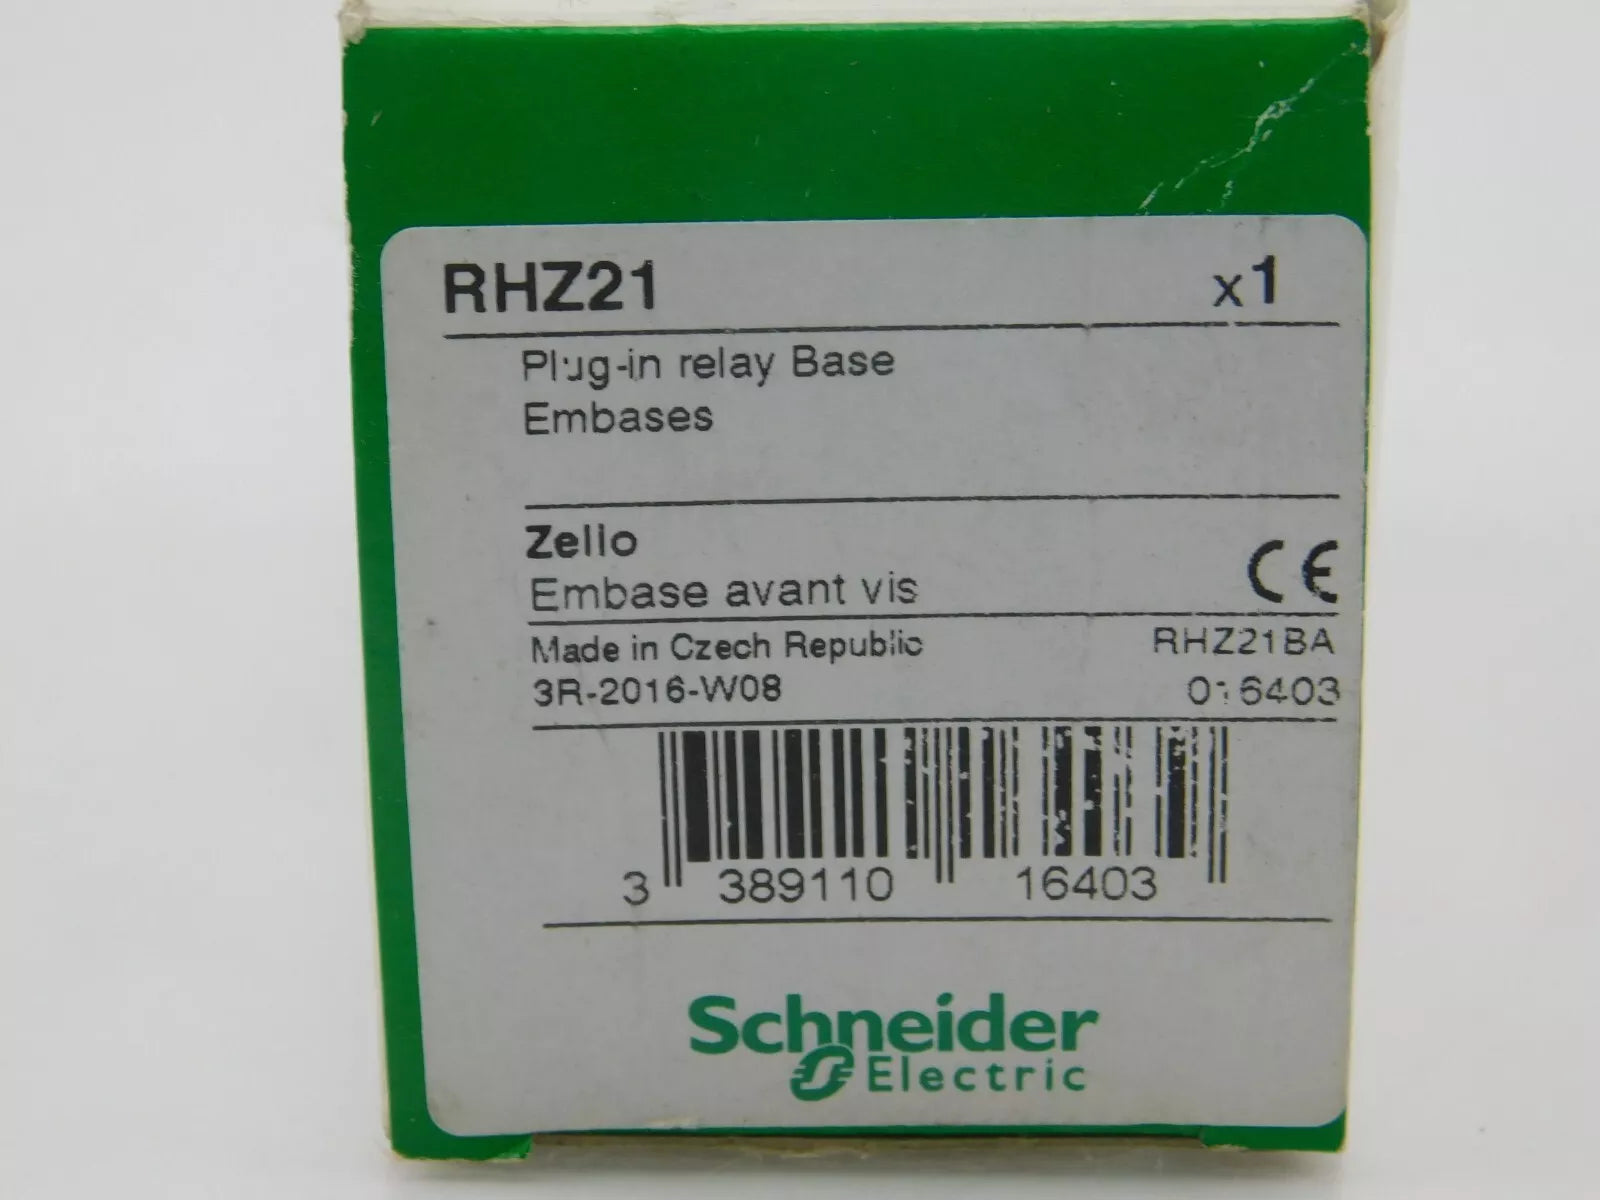 RHZ21 x1
Plug-in relay Base
Embases
Zelio
Embase avant vis
CE
Made in Czech Republic RHZ21BA
3R-2016-W08 016403
3 389110 16403
Schneider
Electric